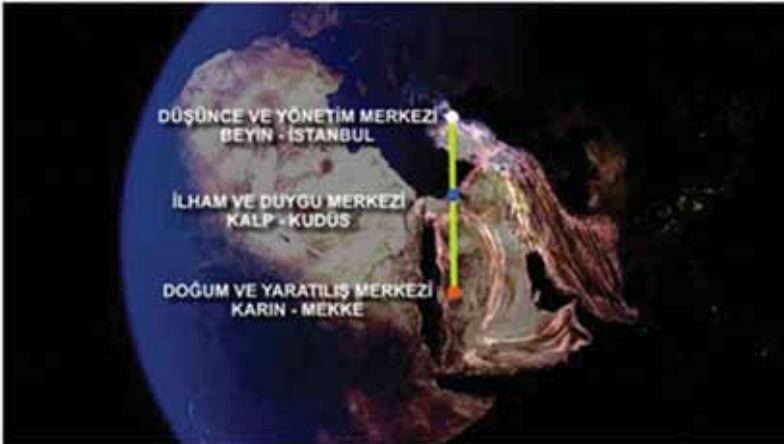 DÜŞÜNCE VE YÖNETİM MERKEZİ
BEYİN - İSTANBUL
İLHAM VE DUYGU MERKEZİ
KALP - KUDÜS
DOĞUM VE YARATILIŞ MERKEZİ
KARIN - MEKKE